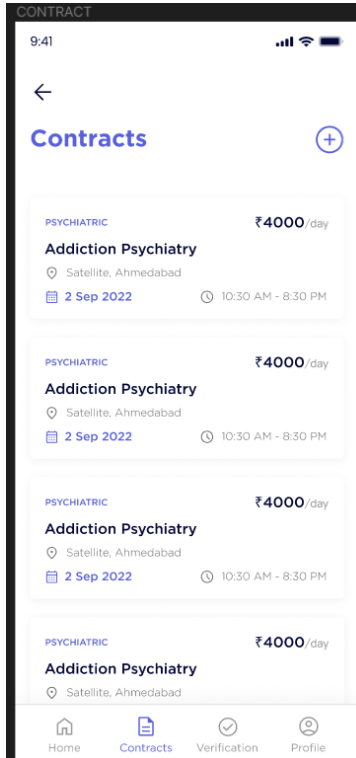 CONTRACT
9:41
Contracts
PSYCHIATRIC ₹4000/day
Addiction Psychiatry
Satellite, Ahmedabad
2 Sep 2022 10:30 AM - 8:30 PM
PSYCHIATRIC ₹4000/day
Addiction Psychiatry
Satellite, Ahmedabad
2 Sep 2022 10:30 AM - 8:30 PM
PSYCHIATRIC ₹4000/day
Addiction Psychiatry
Satellite, Ahmedabad
2 Sep 2022 10:30 AM - 8:30 PM
PSYCHIATRIC ₹4000/day
Addiction Psychiatry
Satellite, Ahmedabad
Home Contracts Verification Profile